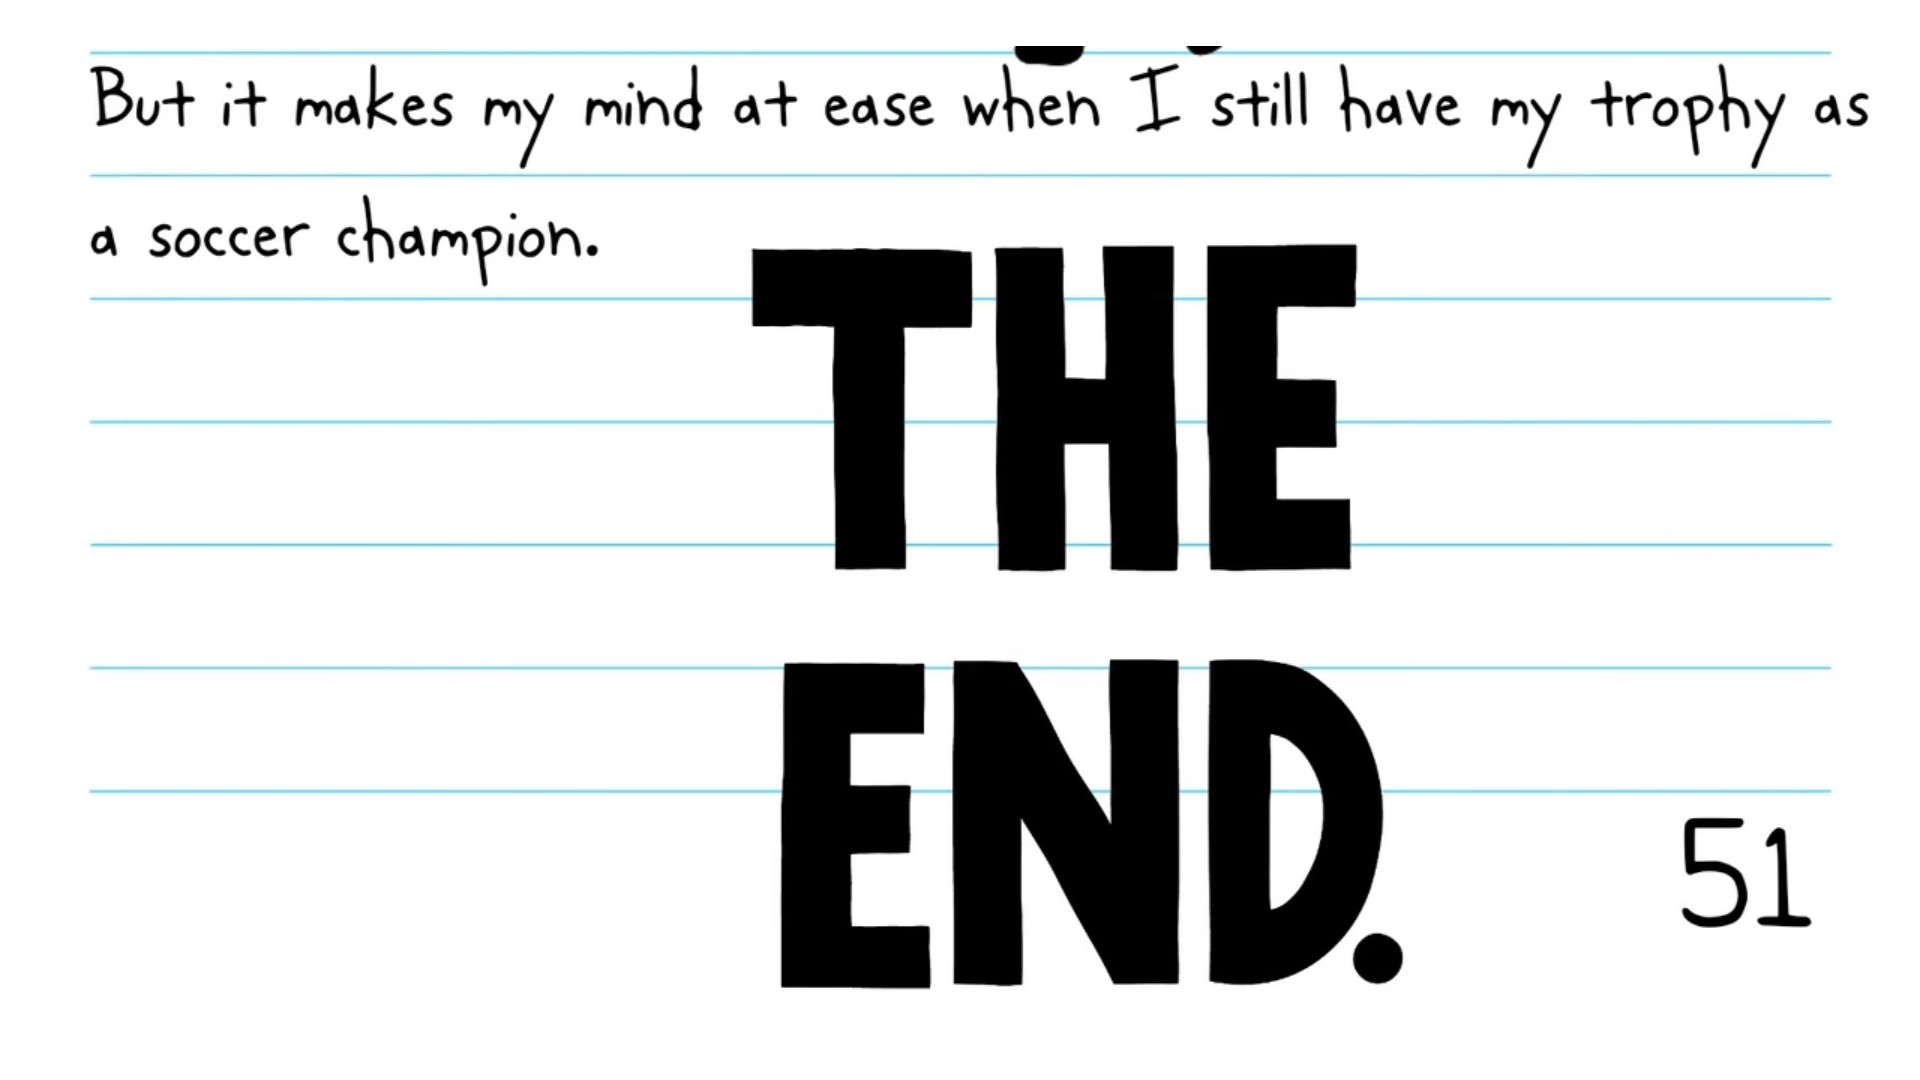 But it makes my mind at ease when I still have my trophy as
a soccer champion.
THE
END.
51